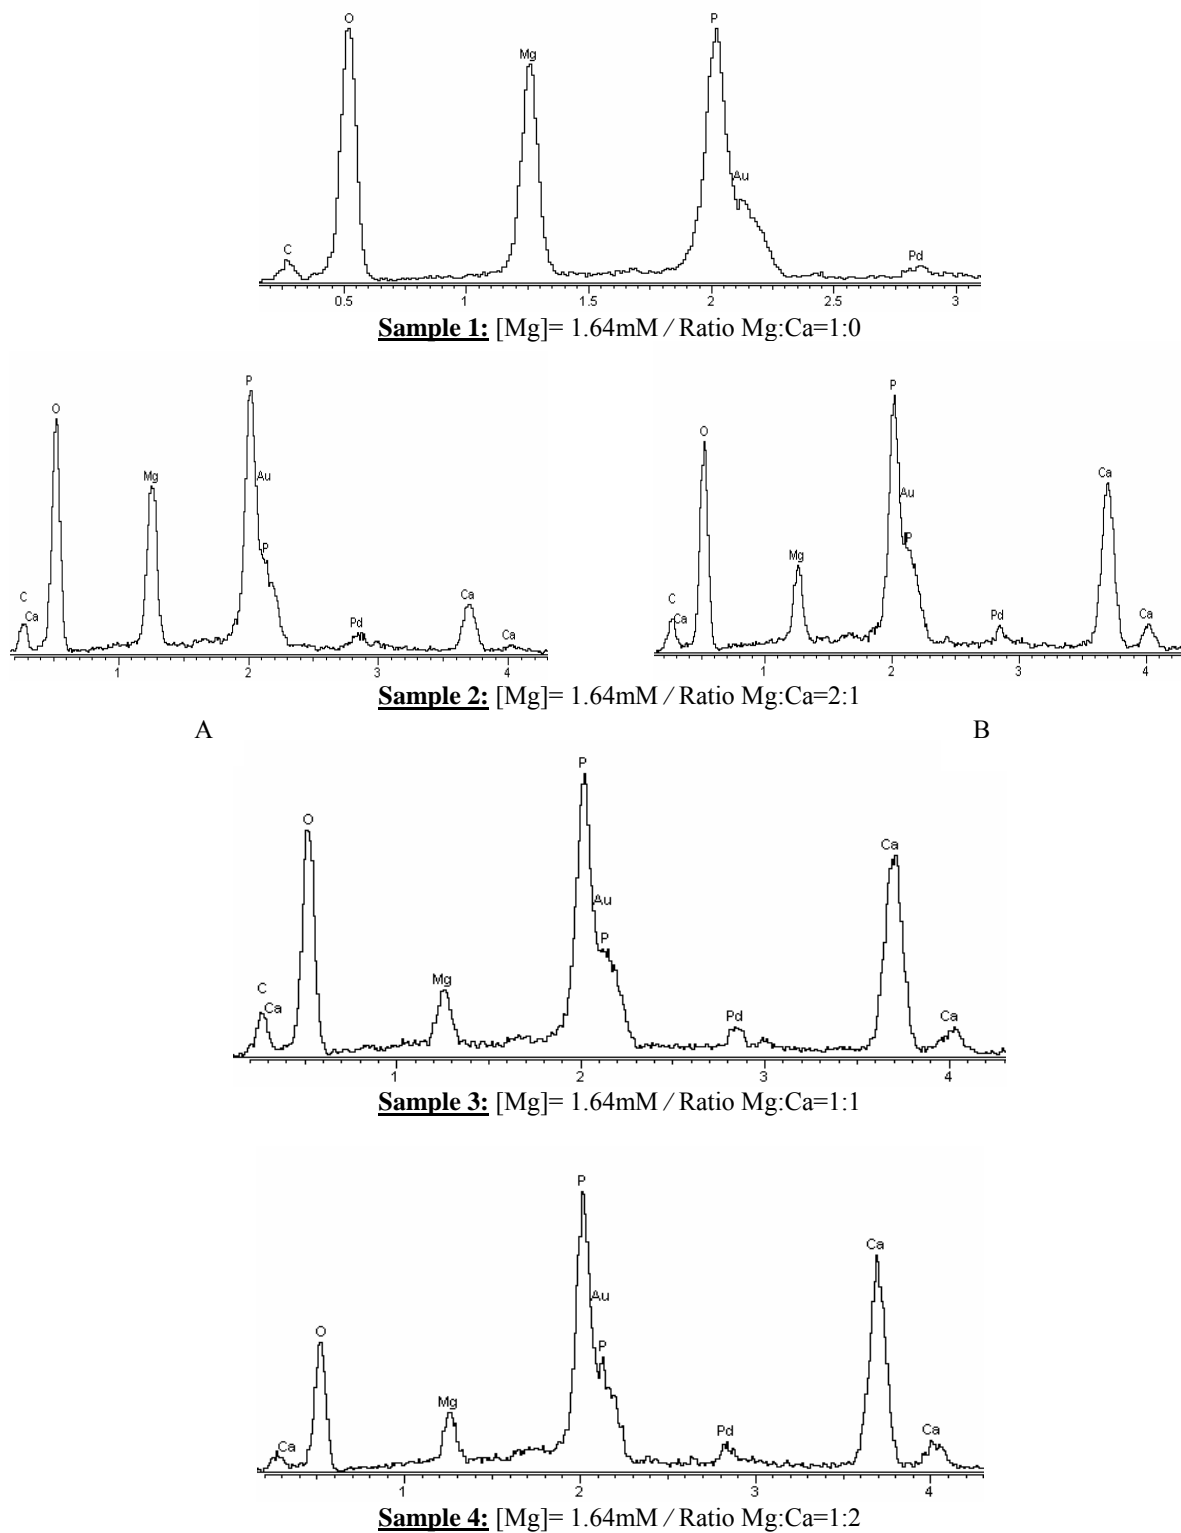 O
P
Mg
Au
C
Pd
0.5 1 1.5 2 2.5 3
Sample 1: [Mg]= 1.64mM / Ratio Mg:Ca=1:0
P
O
Mg
Au
P
C
Ca
Pd
Ca
Ca
1 2 3 4
P
O
Ca
Au
P
Mg
C
Ca
Pd
Ca
1 2 3 4
Sample 2: [Mg]= 1.64mM / Ratio Mg:Ca=2:1
A B
P
O
Ca
Au
P
Mg
C
Ca
Pd
Ca
1 2 3 4
Sample 3: [Mg]= 1.64mM / Ratio Mg:Ca=1:1
P
Ca
Au
O
P
Mg
Pd
Ca
Ca
1 2 3 4
Sample 4: [Mg]= 1.64mM / Ratio Mg:Ca=1:2